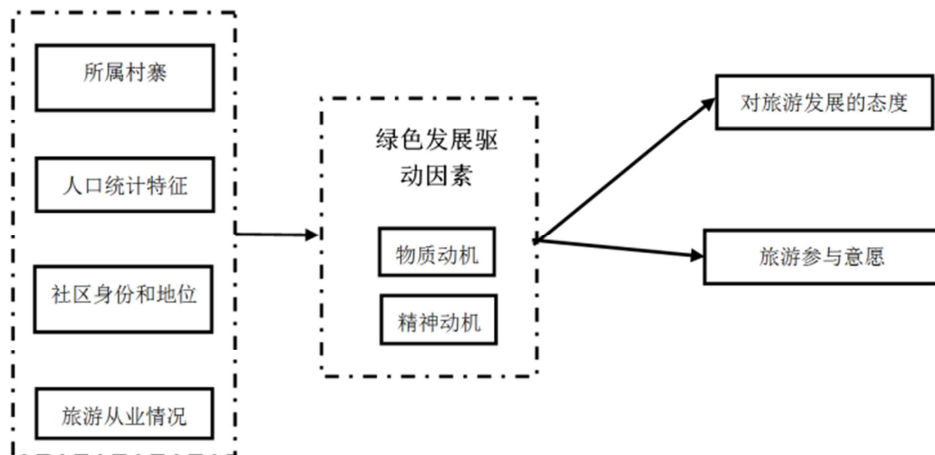 所属村寨
人口统计特征
社区身份和地位
旅游从业情况
绿色发展驱
动因素
物质动机
精神动机
对旅游发展的态度
旅游参与意愿